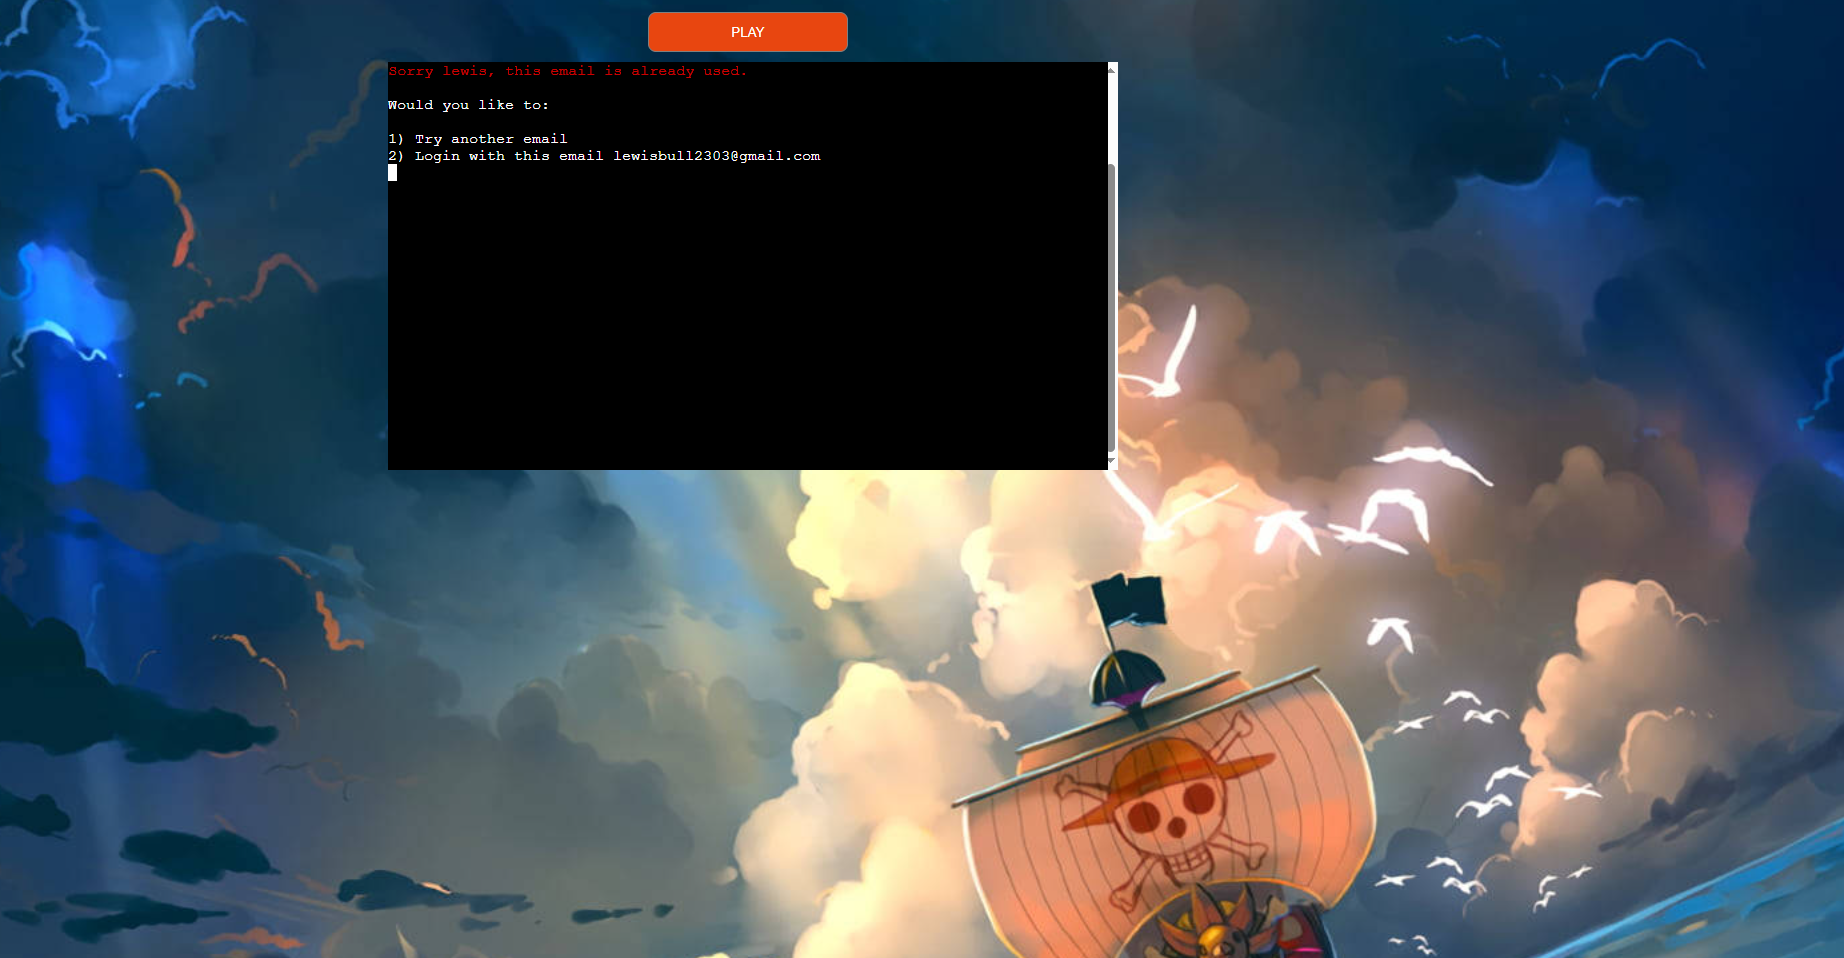 PLAY
Sorry lewis, this email is already used.
Would you like to:
1) Try another email
2) Login with this email lewisbull2303@gmail.com